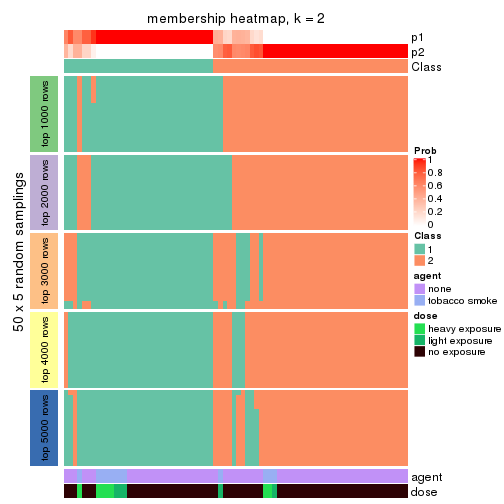 membership heatmap, k = 2
p1
p2
Class
50 x 5 random samplings
top 1000 rows
top 2000 rows
top 3000 rows
top 4000 rows
top 5000 rows
Prob
1
0.8
0.6
0.4
0.2
0
Class
1
2
agent
none
tobacco smoke
dose
heavy exposure
light exposure
no exposure
agent
dose